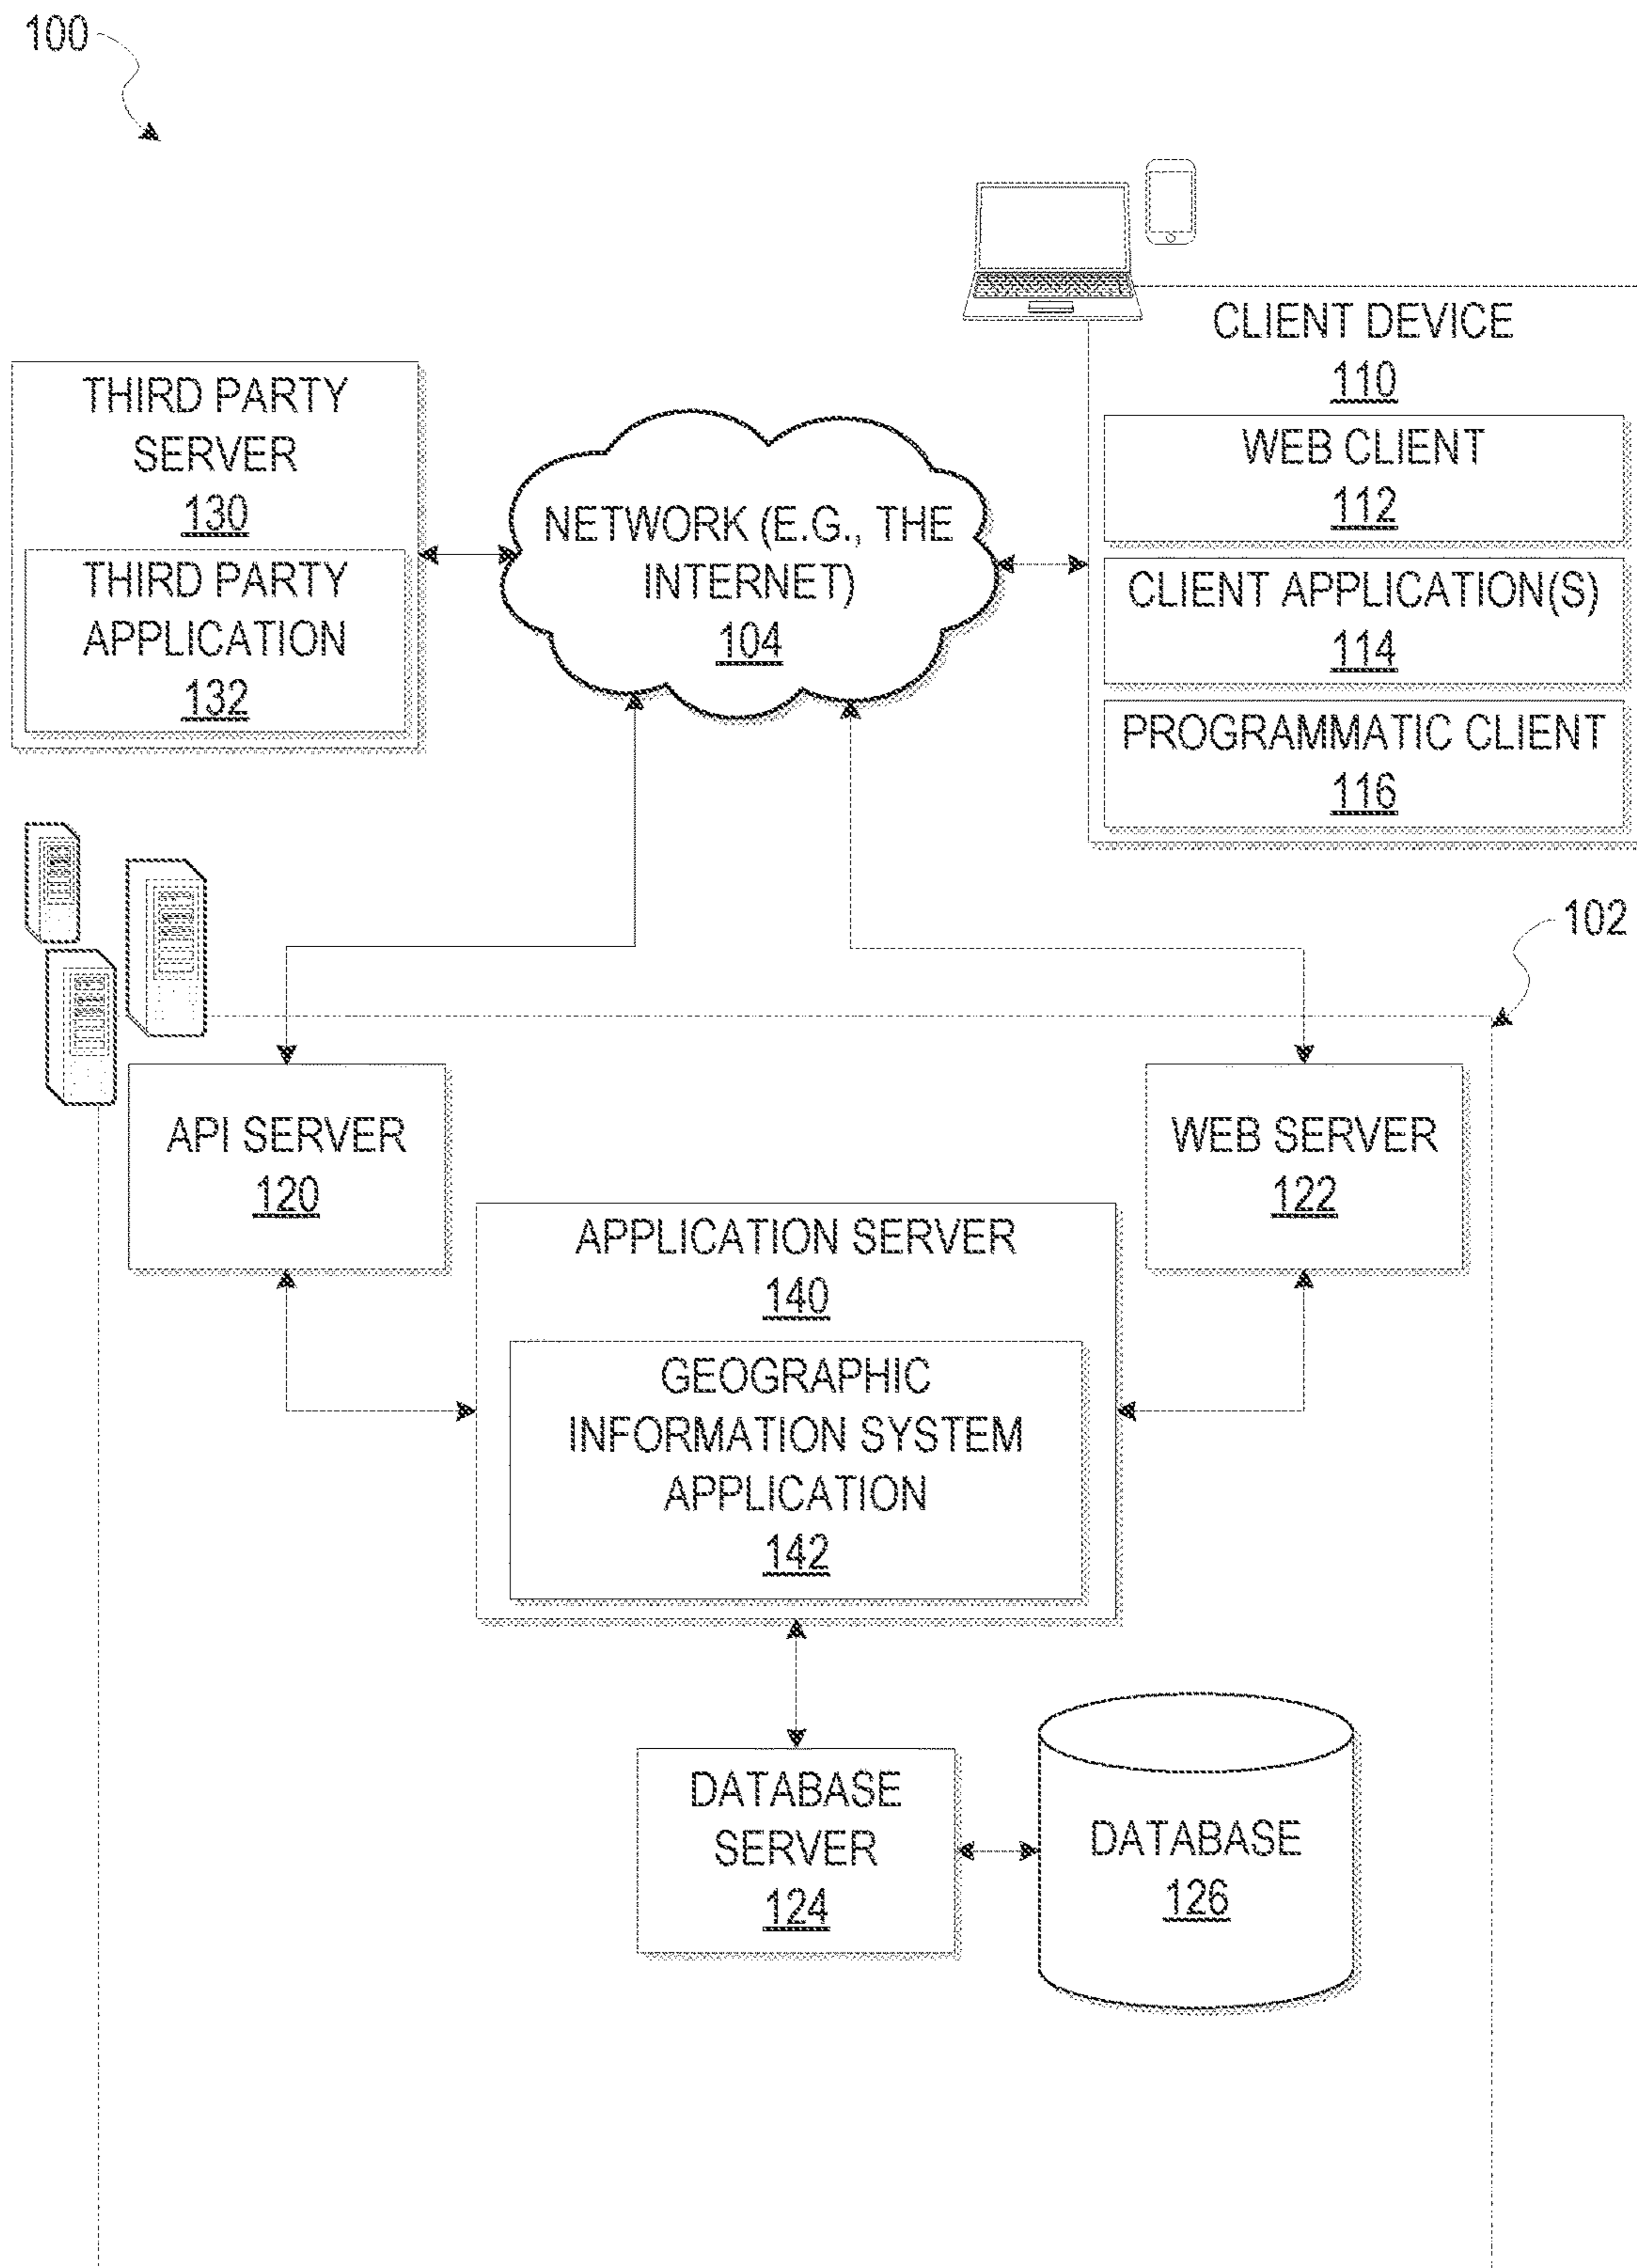 100
CLIENT DEVICE
110
WEB CLIENT
112
CLIENT APPLICATION(S)
114
PROGRAMMATIC CLIENT
116
THIRD PARTY
SERVER
130
THIRD PARTY
APPLICATION
132
NETWORK (E.G., THE
INTERNET)
104
102
API SERVER
120
WEB SERVER
122
APPLICATION SERVER
140
GEOGRAPHIC
INFORMATION SYSTEM
APPLICATION
142
DATABASE
SERVER
124
DATABASE
126